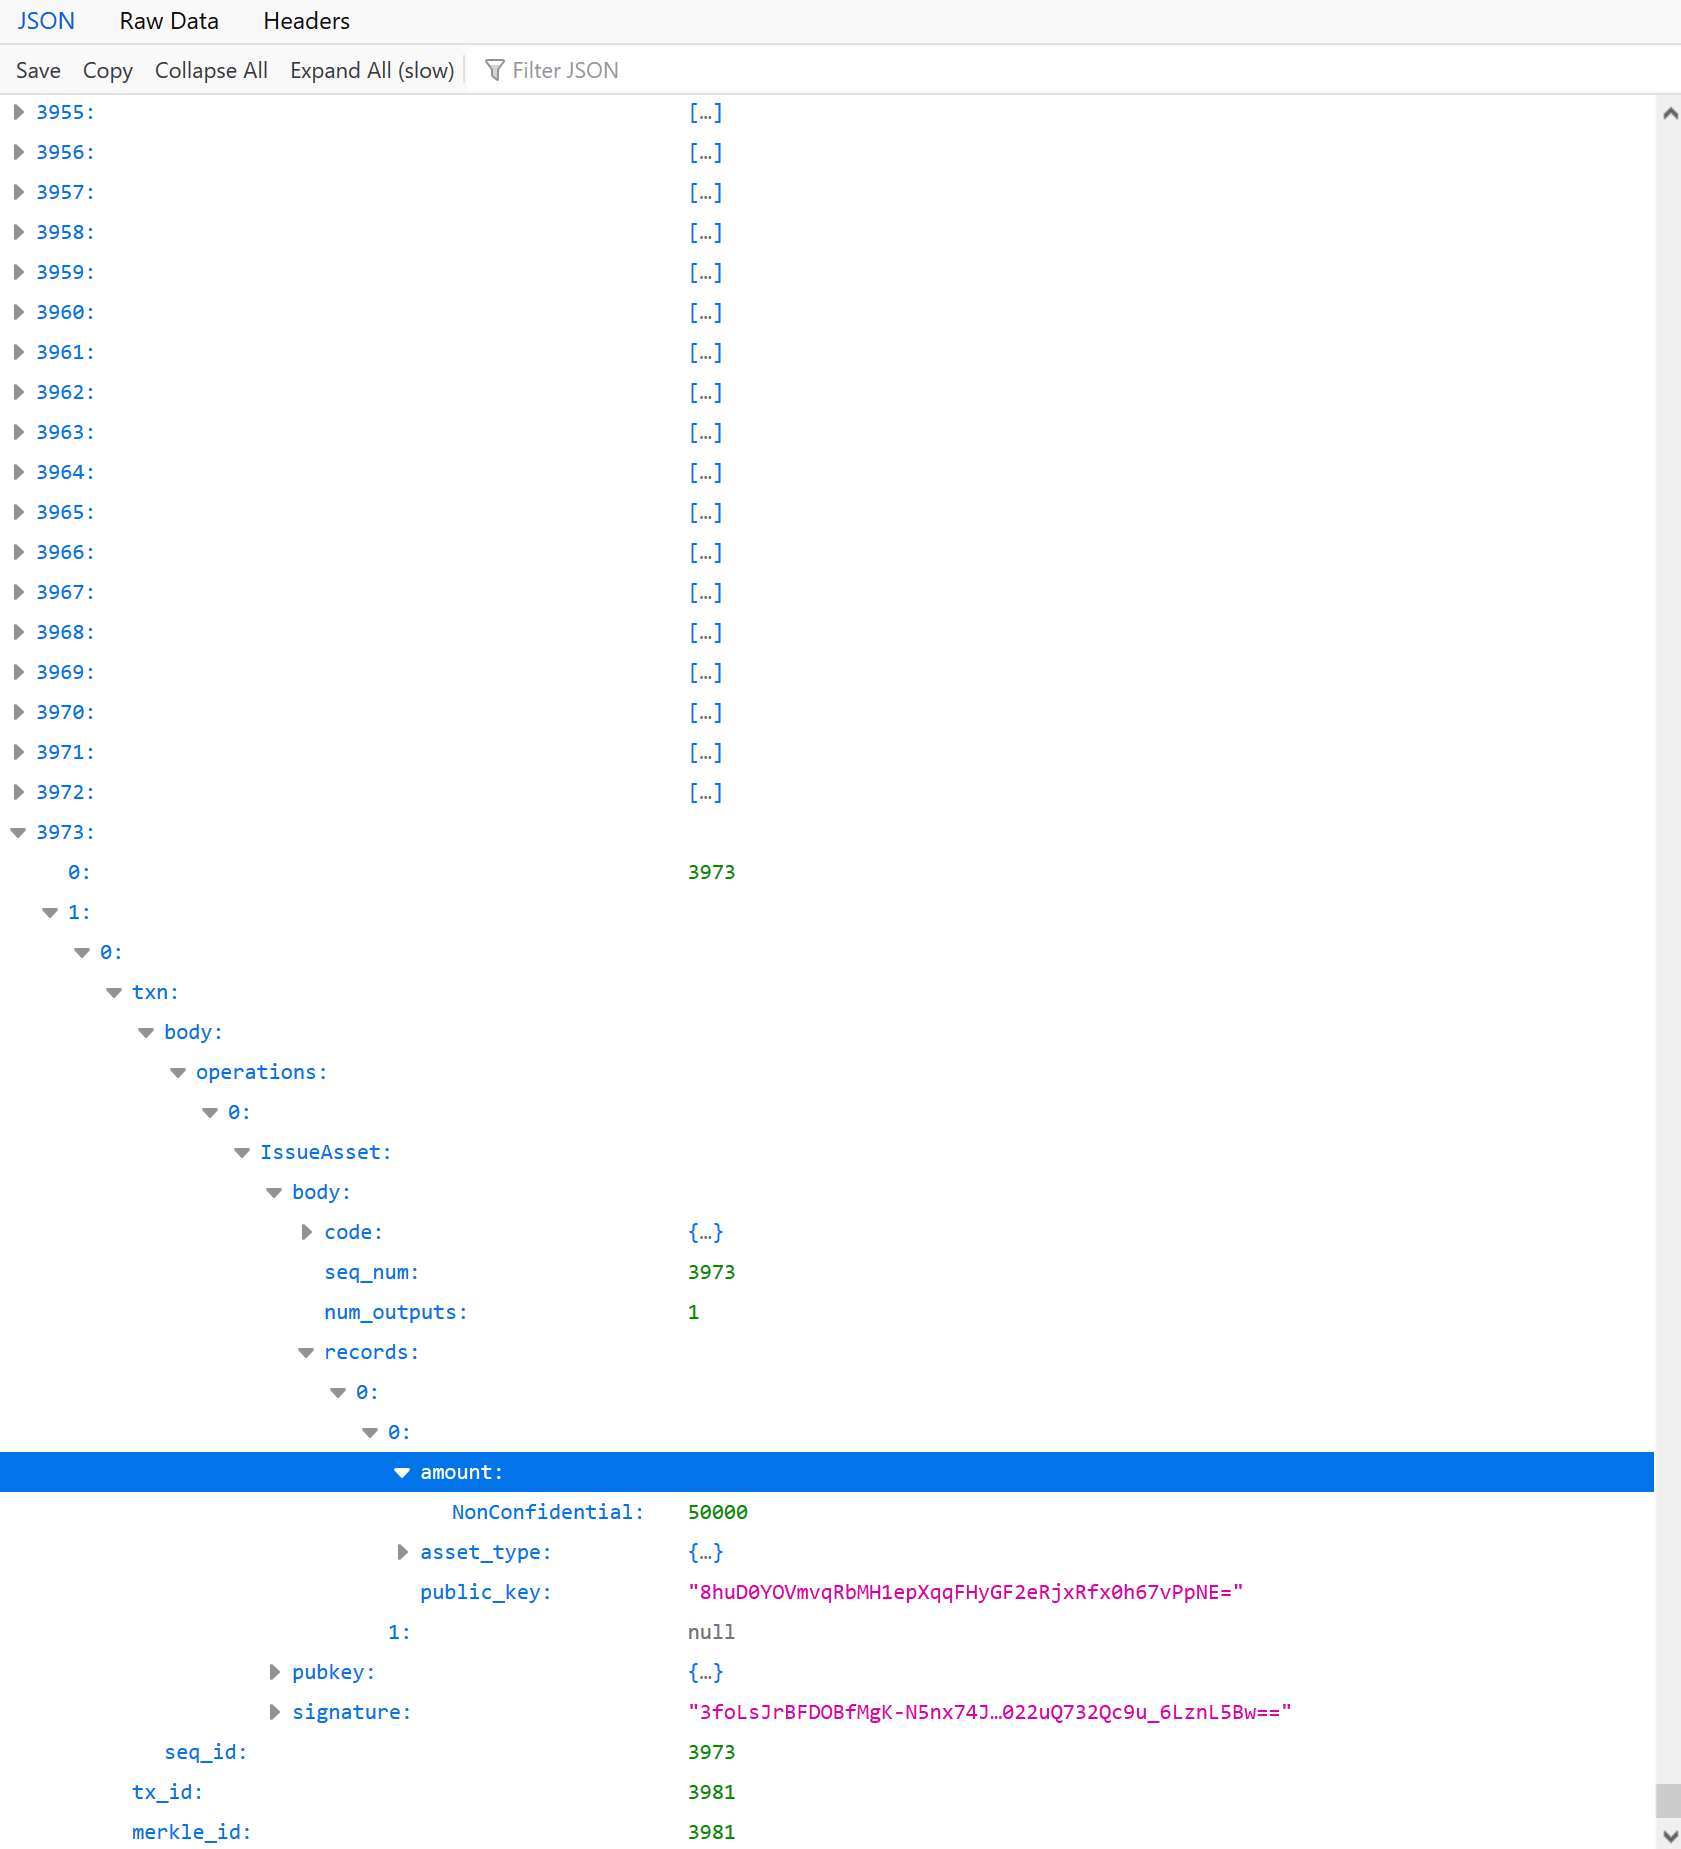 JSON Raw Data Headers
Save Copy Collapse All Expand All (slow) Filter JSON
3955: […]
3956: […]
3957: […]
3958: […]
3959: […]
3960: […]
3961: […]
3962: […]
3963: […]
3964: […]
3965: […]
3966: […]
3967: […]
3968: […]
3969: […]
3970: […]
3971: […]
3972: […]
3973:
0: 3973
1:
0:
txn:
body:
operations:
0:
IssueAsset:
body:
code: {…}
seq_num: 3973
num_outputs: 1
records:
0:
0:
amount:
NonConfidential: 50000
asset_type: {…}
public_key: "8huD0YOVmvqRbMH1epXqqFHyGF2eRjxRfx0h67vPpNE="
1: null
pubkey: {…}
signature: "3foLsJrBFDOBfMgK-N5nx74J…022uQ732Qc9u_6LznL5Bw=="
seq_id: 3973
tx_id: 3981
merkle_id: 3981